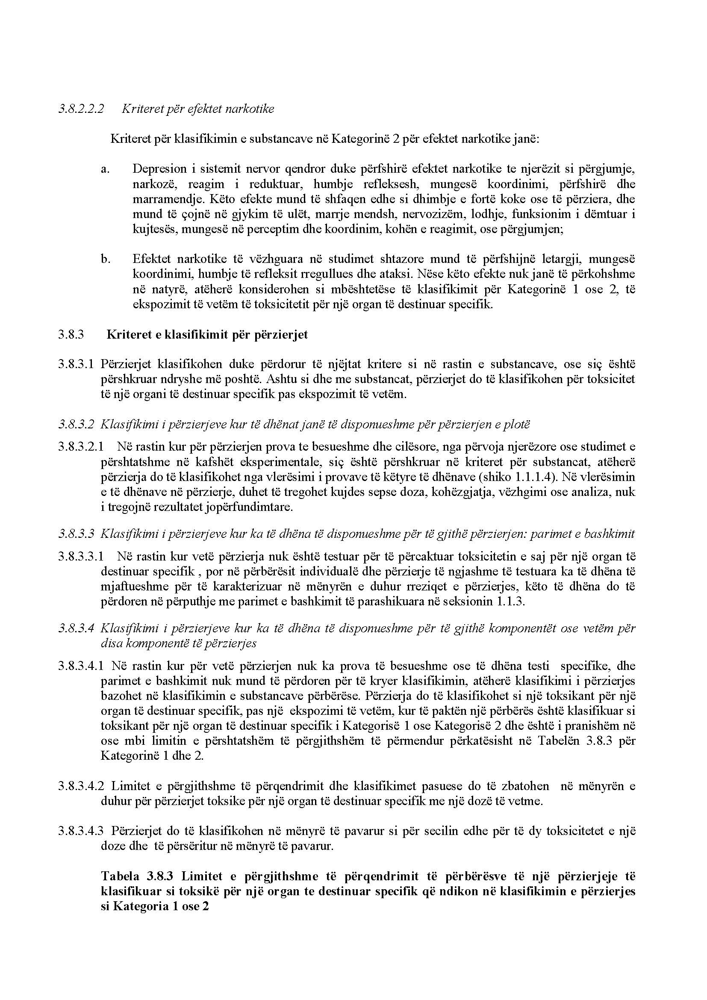 3.8.2.2.2 Kriteret për efektet narkotike
Kriteret për klasifikimin e substancave në Kategorinë 2 për efektet narkotike janë:
a. Depresion i sistemit nervor qendror duke përfshirë efektet narkotike te njerëzit si përgjumje,
narkozë, reagim i reduktuar, humbje refleksesh, mungesë koordinimi, përfshirë dhe
marramendje. Këto efekte mund të shfaqen edhe si dhimbje e fortë koke ose të përziera, dhe
mund të çojnë në gjykim të ulët, marrje mendsh, nervozizëm, lodhje, funksionim i dëmtuar i
kujtesës, mungesë në perceptim dhe koordinim, kohën e reagimit, ose përgjumjen;
b. Efektet narkotike të vëzhguara në studimet shtazore mund të përfshijnë letargji, mungesë
koordinimi, humbje të refleksit rregullues dhe ataksi. Nëse këto efekte nuk janë të përkohshme
në natyrë, atëherë konsiderohen si mbështetëse të klasifikimit për Kategorinë 1 ose 2, të
ekspozimit të vetëm të toksicitetit për një organ të destinuar specifik.
3.8.3 Kriteret e klasifikimit për përzierjet
3.8.3.1 Përzierjet klasifikohen duke përdorur të njëjtat kritere si në rastin e substancave, ose siç është
përshkruar ndryshe më poshtë. Ashtu si dhe me substancat, përzierjet do të klasifikohen për toksicitet
të një organi të destinuar specifik pas ekspozimit të vetëm.
3.8.3.2 Klasifikimi i përzierjeve kur të dhënat janë të disponueshme për përzierjen e plotë
3.8.3.2.1 Në rastin kur për përzierjen prova te besueshme dhe cilësore, nga përvoja njerëzore ose studimet e
përshtatshme në kafshët eksperimentale, siç është përshkruar në kriteret për substancat, atëherë
përzierja do të klasifikohet nga vlerësimi i provave të këtyre të dhënave (shiko 1.1.1.4). Në vlerësimin
e të dhënave në përzierje, duhet të tregohet kujdes sepse doza, kohëzgjatja, vëzhgimi ose analiza, nuk
i tregojnë rezultatet jopërfundimtare.
3.8.3.3 Klasifikimi i përzierjeve kur ka të dhëna të disponueshme për të gjithë përzierjen: parimet e bashkimit
3.8.3.3.1 Në rastin kur vetë përzierja nuk është testuar për të përcaktuar toksicitetin e saj për një organ të
destinuar specifik , por në përbërësit individualë dhe përzierje të ngjashme të testuara ka të dhëna të
mjaftueshme për të karakterizuar në mënyrën e duhur rreziqet e përzierjes, këto të dhëna do të
përdoren në përputhje me parimet e bashkimit të parashikuara në seksionin 1.1.3.
3.8.3.4 Klasifikimi i përzierjeve kur ka të dhëna të disponueshme për të gjithë komponentët ose vetëm për
disa komponentë të përzierjes
3.8.3.4.1 Në rastin kur për vetë përzierjen nuk ka prova të besueshme ose të dhëna testi specifike, dhe
parimet e bashkimit nuk mund të përdoren për të kryer klasifikimin, atëherë klasifikimi i përzierjes
bazohet në klasifikimin e substancave përbërëse. Përzierja do të klasifikohet si një toksikant për një
organ të destinuar specifik, pas një ekspozimi të vetëm, kur të paktën një përbërës është klasifikuar si
toksikant për një organ të destinuar specifik i Kategorisë 1 ose Kategorisë 2 dhe është i pranishëm në
ose mbi limitin e përshtatshëm të përgjithshëm të përmendur përkatësisht në Tabelën 3.8.3 për
Kategorinë 1 dhe 2.
3.8.3.4.2 Limitet e përgjithshme të përqendrimit dhe klasifikimet pasuese do të zbatohen në mënyrën e
duhur për përzierjet toksike për një organ të destinuar specifik me një dozë të vetme.
3.8.3.4.3 Përzierjet do të klasifikohen në mënyrë të pavarur si për secilin edhe për të dy toksicitetet e një
doze dhe të përsëritur në mënyrë të pavarur.
Tabela 3.8.3 Limitet e përgjithshme të përqendrimit të përbërësve të një përzierjeje të
klasifikuar si toksikë për një organ te destinuar specifik që ndikon në klasifikimin e përzierjes
si Kategoria 1 ose 2